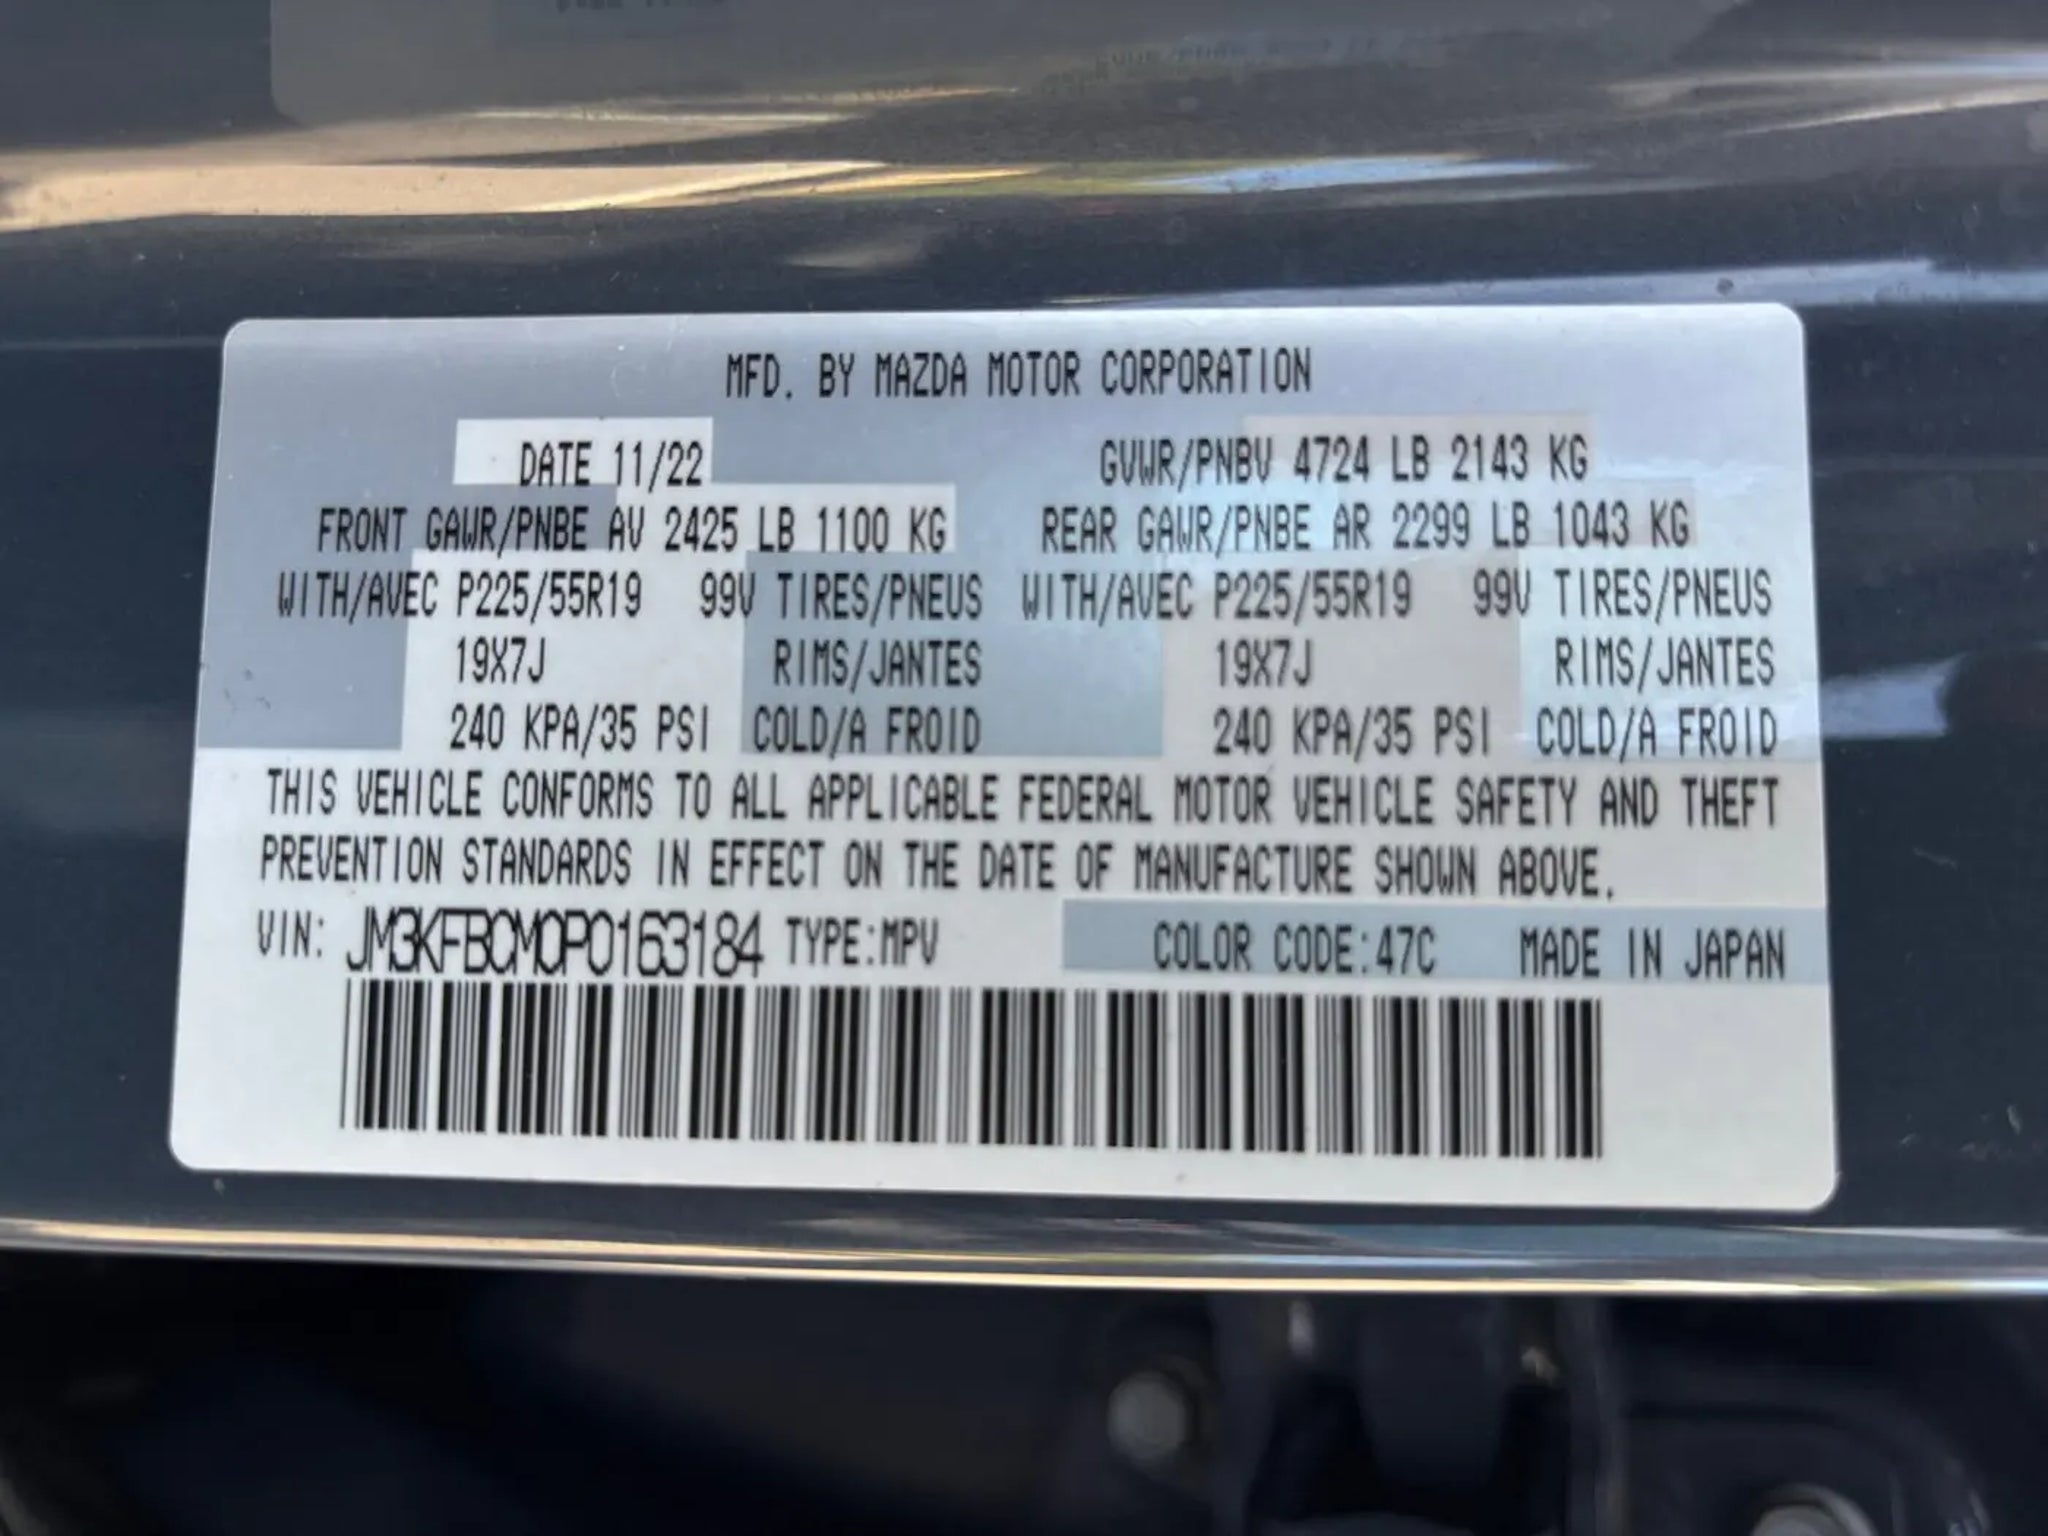 MFD. BY MAZDA MOTOR CORPORATION
DATE 11/22 GVWR/PNBV 4724 LB 2143 KG
FRONT GAWR/PNBE AV 2425 LB 1100 KG REAR GAWR/PNBE AR 2299 LB 1043 KG
WITH/AVEC P225/55R19 99V TIRES/PNEUS WITH/AVEC P225/55R19 99V TIRES/PNEUS
19X7J RIMS/JANTES 19X7J RIMS/JANTES
240 KPA/35 PSI COLD/A FROID 240 KPA/35 PSI COLD/A FROID
THIS VEHICLE CONFORMS TO ALL APPLICABLE FEDERAL MOTOR VEHICLE SAFETY AND THEFT
PREVENTION STANDARDS IN EFFECT ON THE DATE OF MANUFACTURE SHOWN ABOVE.
VIN: JM3KFBCM0P0163184 TYPE:MPV COLOR CODE:47C MADE IN JAPAN